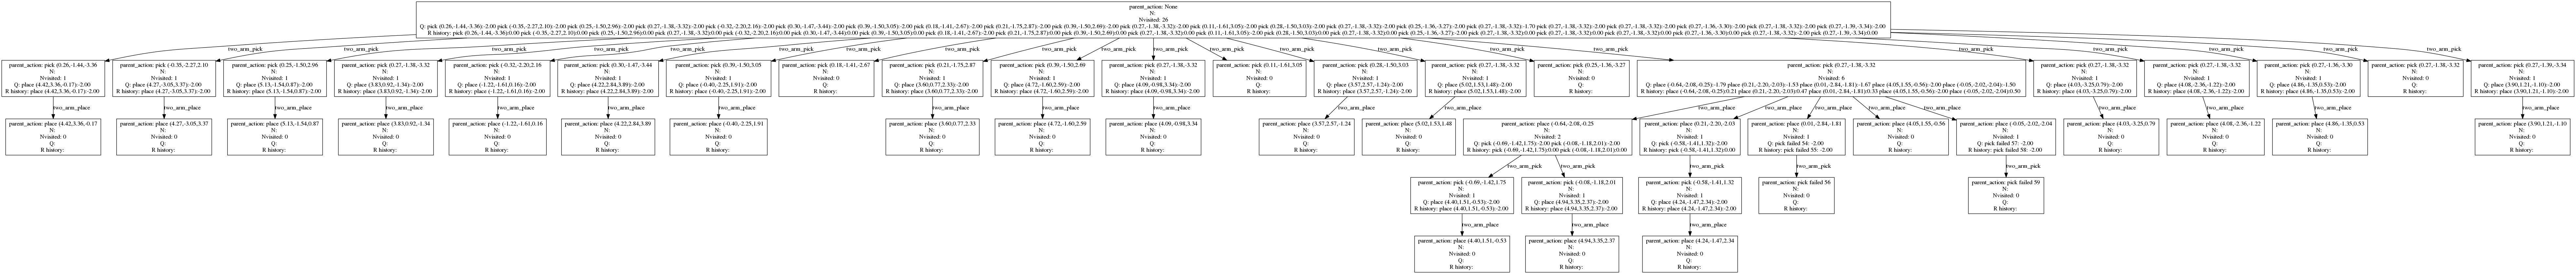 parent_action: None
N:
Nvisited: 26
Q: pick (0.26,-1.44,-3.36):-2.00 pick (-0.35,-2.27,2.10):-2.00 pick (0.25,-1.50,2.96):-2.00 pick (0.27,-1.38,-3.32):-2.00 pick (-0.32,-2.20,2.16):-2.00 pick (0.30,-1.47,-3.44):-2.00 pick (0.39,-1.50,3.05):-2.00 pick (0.18,-1.41,-2.67):-2.00 pick (0.21,-1.75,2.87):-2.00 pick (0.39,-1.50,2.69):-2.00 pick (0.27,-1.38,-3.32):-2.00 pick (0.11,-1.61,3.05):-2.00 pick (0.28,-1.50,3.03):-2.00 pick (0.27,-1.38,-3.32):-2.00 pick (0.25,-1.36,-3.27):-2.00 pick (0.27,-1.38,-3.32):-1.70 pick (0.27,-1.38,-3.32):-2.00 pick (0.27,-1.38,-3.32):-2.00 pick (0.27,-1.36,-3.30):-2.00 pick (0.27,-1.38,-3.32):-2.00 pick (0.27,-1.39,-3.34):-2.00
R history: pick (0.26,-1.44,-3.36):0.00 pick (-0.35,-2.27,2.10):0.00 pick (0.25,-1.50,2.96):0.00 pick (0.27,-1.38,-3.32):0.00 pick (-0.32,-2.20,2.16):0.00 pick (0.30,-1.47,-3.44):0.00 pick (0.39,-1.50,3.05):0.00 pick (0.18,-1.41,-2.67):-2.00 pick (0.21,-1.75,2.87):0.00 pick (0.39,-1.50,2.69):0.00 pick (0.27,-1.38,-3.32):0.00 pick (0.11,-1.61,3.05):-2.00 pick (0.28,-1.50,3.03):0.00 pick (0.27,-1.38,-3.32):0.00 pick (0.25,-1.36,-3.27):-2.00 pick (0.27,-1.38,-3.32):0.00 pick (0.27,-1.38,-3.32):0.00 pick (0.27,-1.38,-3.32):0.00 pick (0.27,-1.36,-3.30):0.00 pick (0.27,-1.38,-3.32):-2.00 pick (0.27,-1.39,-3.34):0.00
two_arm_pick two_arm_pick two_arm_pick two_arm_pick two_arm_pick two_arm_pick two_arm_pick two_arm_pick two_arm_pick two_arm_pick two_arm_pick two_arm_pick two_arm_pick two_arm_pick two_arm_pick two_arm_pick two_arm_pick two_arm_pick two_arm_pick two_arm_pick two_arm_pick
parent_action: pick (0.26,-1.44,-3.36
N:
Nvisited: 1
Q: place (4.42,3.36,-0.17):-2.00
R history: place (4.42,3.36,-0.17):-2.00
parent_action: pick (-0.35,-2.27,2.10
N:
Nvisited: 1
Q: place (4.27,-3.05,3.37):-2.00
R history: place (4.27,-3.05,3.37):-2.00
parent_action: pick (0.25,-1.50,2.96
N:
Nvisited: 1
Q: place (5.13,-1.54,0.87):-2.00
R history: place (5.13,-1.54,0.87):-2.00
parent_action: pick (0.27,-1.38,-3.32
N:
Nvisited: 1
Q: place (3.83,0.92,-1.34):-2.00
R history: place (3.83,0.92,-1.34):-2.00
parent_action: pick (-0.32,-2.20,2.16
N:
Nvisited: 1
Q: place (-1.22,-1.61,0.16):-2.00
R history: place (-1.22,-1.61,0.16):-2.00
parent_action: pick (0.30,-1.47,-3.44
N:
Nvisited: 1
Q: place (4.22,2.84,3.89):-2.00
R history: place (4.22,2.84,3.89):-2.00
parent_action: pick (0.39,-1.50,3.05
N:
Nvisited: 1
Q: place (-0.40,-2.25,1.91):-2.00
R history: place (-0.40,-2.25,1.91):-2.00
parent_action: pick (0.18,-1.41,-2.67
N:
Nvisited: 0
Q:
R history:
parent_action: pick (0.21,-1.75,2.87
N:
Nvisited: 1
Q: place (3.60,0.77,2.33):-2.00
R history: place (3.60,0.77,2.33):-2.00
parent_action: pick (0.39,-1.50,2.69
N:
Nvisited: 1
Q: place (4.72,-1.60,2.59):-2.00
R history: place (4.72,-1.60,2.59):-2.00
parent_action: pick (0.27,-1.38,-3.32
N:
Nvisited: 1
Q: place (4.09,-0.98,3.34):-2.00
R history: place (4.09,-0.98,3.34):-2.00
parent_action: pick (0.11,-1.61,3.05
N:
Nvisited: 0
Q:
R history:
parent_action: pick (0.28,-1.50,3.03
N:
Nvisited: 1
Q: place (3.57,2.57,-1.24):-2.00
R history: place (3.57,2.57,-1.24):-2.00
parent_action: pick (0.27,-1.38,-3.32
N:
Nvisited: 1
Q: place (5.02,1.53,1.48):-2.00
R history: place (5.02,1.53,1.48):-2.00
parent_action: pick (0.25,-1.36,-3.27
N:
Nvisited: 0
Q:
R history:
parent_action: pick (0.27,-1.38,-3.32
N:
Nvisited: 6
Q: place (-0.64,-2.08,-0.25):-1.79 place (0.21,-2.20,-2.03):-1.53 place (0.01,-2.84,-1.81):-1.67 place (4.05,1.55,-0.56):-2.00 place (-0.05,-2.02,-2.04):-1.50
R history: place (-0.64,-2.08,-0.25):0.21 place (0.21,-2.20,-2.03):0.47 place (0.01,-2.84,-1.81):0.33 place (4.05,1.55,-0.56):-2.00 place (-0.05,-2.02,-2.04):0.50
parent_action: pick (0.27,-1.38,-3.32
N:
Nvisited: 1
Q: place (4.03,-3.25,0.79):-2.00
R history: place (4.03,-3.25,0.79):-2.00
parent_action: pick (0.27,-1.38,-3.32
N:
Nvisited: 1
Q: place (4.08,-2.36,-1.22):-2.00
R history: place (4.08,-2.36,-1.22):-2.00
parent_action: pick (0.27,-1.36,-3.30
N:
Nvisited: 1
Q: place (4.86,-1.35,0.53):-2.00
R history: place (4.86,-1.35,0.53):-2.00
parent_action: pick (0.27,-1.38,-3.32
N:
Nvisited: 0
Q:
R history:
parent_action: pick (0.27,-1.39,-3.34
N:
Nvisited: 1
Q: place (3.90,1.21,-1.10):-2.00
R history: place (3.90,1.21,-1.10):-2.00
two_arm_place two_arm_place two_arm_place two_arm_place two_arm_place two_arm_place two_arm_place two_arm_place two_arm_place two_arm_place two_arm_place two_arm_place two_arm_place two_arm_place two_arm_place two_arm_place two_arm_place two_arm_place two_arm_place two_arm_place two_arm_place
parent_action: place (4.42,3.36,-0.17
N:
Nvisited: 0
Q:
R history:
parent_action: place (4.27,-3.05,3.37
N:
Nvisited: 0
Q:
R history:
parent_action: place (5.13,-1.54,0.87
N:
Nvisited: 0
Q:
R history:
parent_action: place (3.83,0.92,-1.34
N:
Nvisited: 0
Q:
R history:
parent_action: place (-1.22,-1.61,0.16
N:
Nvisited: 0
Q:
R history:
parent_action: place (4.22,2.84,3.89
N:
Nvisited: 0
Q:
R history:
parent_action: place (-0.40,-2.25,1.91
N:
Nvisited: 0
Q:
R history:
parent_action: place (3.60,0.77,2.33
N:
Nvisited: 0
Q:
R history:
parent_action: place (4.72,-1.60,2.59
N:
Nvisited: 0
Q:
R history:
parent_action: place (4.09,-0.98,3.34
N:
Nvisited: 0
Q:
R history:
parent_action: place (3.57,2.57,-1.24
N:
Nvisited: 0
Q:
R history:
parent_action: place (5.02,1.53,1.48
N:
Nvisited: 0
Q:
R history:
parent_action: place (-0.64,-2.08,-0.25
N:
Nvisited: 2
Q: pick (-0.69,-1.42,1.75):-2.00 pick (-0.08,-1.18,2.01):-2.00
R history: pick (-0.69,-1.42,1.75):0.00 pick (-0.08,-1.18,2.01):0.00
parent_action: place (0.21,-2.20,-2.03
N:
Nvisited: 1
Q: pick (-0.58,-1.41,1.32):-2.00
R history: pick (-0.58,-1.41,1.32):0.00
parent_action: place (0.01,-2.84,-1.81
N:
Nvisited: 1
Q: pick failed 54: -2.00
R history: pick failed 55: -2.00
parent_action: place (4.05,1.55,-0.56
N:
Nvisited: 0
Q:
R history:
parent_action: place (-0.05,-2.02,-2.04
N:
Nvisited: 1
Q: pick failed 57: -2.00
R history: pick failed 58: -2.00
parent_action: place (4.03,-3.25,0.79
N:
Nvisited: 0
Q:
R history:
parent_action: place (4.08,-2.36,-1.22
N:
Nvisited: 0
Q:
R history:
parent_action: place (4.86,-1.35,0.53
N:
Nvisited: 0
Q:
R history:
parent_action: place (3.90,1.21,-1.10
N:
Nvisited: 0
Q:
R history:
two_arm_pick two_arm_pick two_arm_pick two_arm_pick two_arm_pick
parent_action: pick (-0.69,-1.42,1.75
N:
Nvisited: 1
Q: place (4.40,1.51,-0.53):-2.00
R history: place (4.40,1.51,-0.53):-2.00
parent_action: pick (-0.08,-1.18,2.01
N:
Nvisited: 1
Q: place (4.94,3.35,2.37):-2.00
R history: place (4.94,3.35,2.37):-2.00
parent_action: pick (-0.58,-1.41,1.32
N:
Nvisited: 1
Q: place (4.24,-1.47,2.34):-2.00
R history: place (4.24,-1.47,2.34):-2.00
parent_action: pick failed 56
N:
Nvisited: 0
Q:
R history:
parent_action: pick failed 59
N:
Nvisited: 0
Q:
R history:
two_arm_place two_arm_place two_arm_place
parent_action: place (4.40,1.51,-0.53
N:
Nvisited: 0
Q:
R history:
parent_action: place (4.94,3.35,2.37
N:
Nvisited: 0
Q:
R history:
parent_action: place (4.24,-1.47,2.34
N:
Nvisited: 0
Q:
R history: